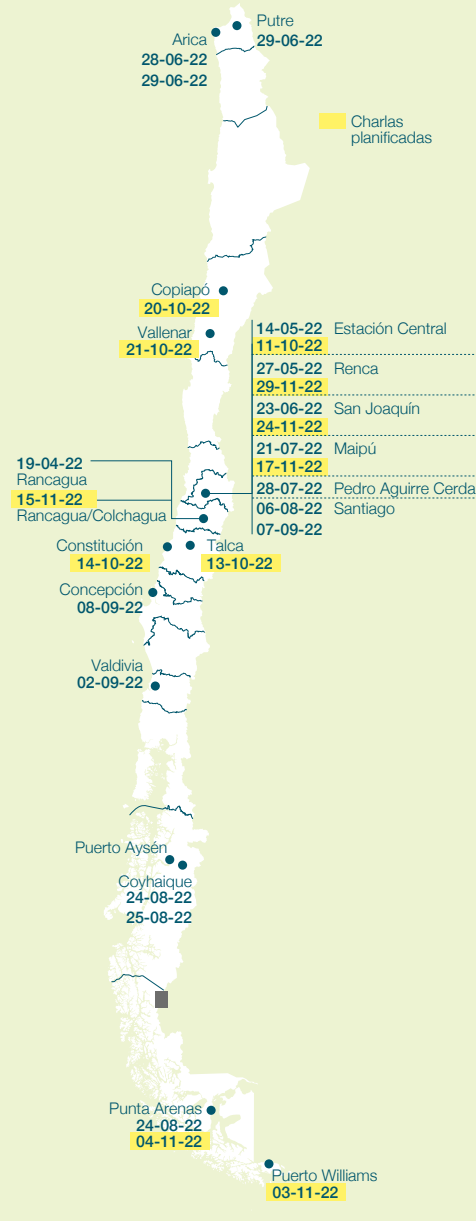 Putre
29-06-22
Arica
28-06-22
29-06-22
Charlas
planificadas
Copiapó
20-10-22
Vallenar
21-10-22
14-05-22 Estación Central
11-10-22
27-05-22 Renca
29-11-22
23-06-22 San Joaquín
24-11-22
21-07-22 Maipú
17-11-22
28-07-22 Pedro Aguirre Cerda
06-08-22 Santiago
07-09-22
19-04-22
Rancagua
15-11-22
Rancagua/Colchagua
Constitución
14-10-22
Talca
13-10-22
Concepción
08-09-22
Valdivia
02-09-22
Puerto Aysén
Coyhaique
24-08-22
25-08-22
Punta Arenas
24-08-22
04-11-22
Puerto Williams
03-11-22